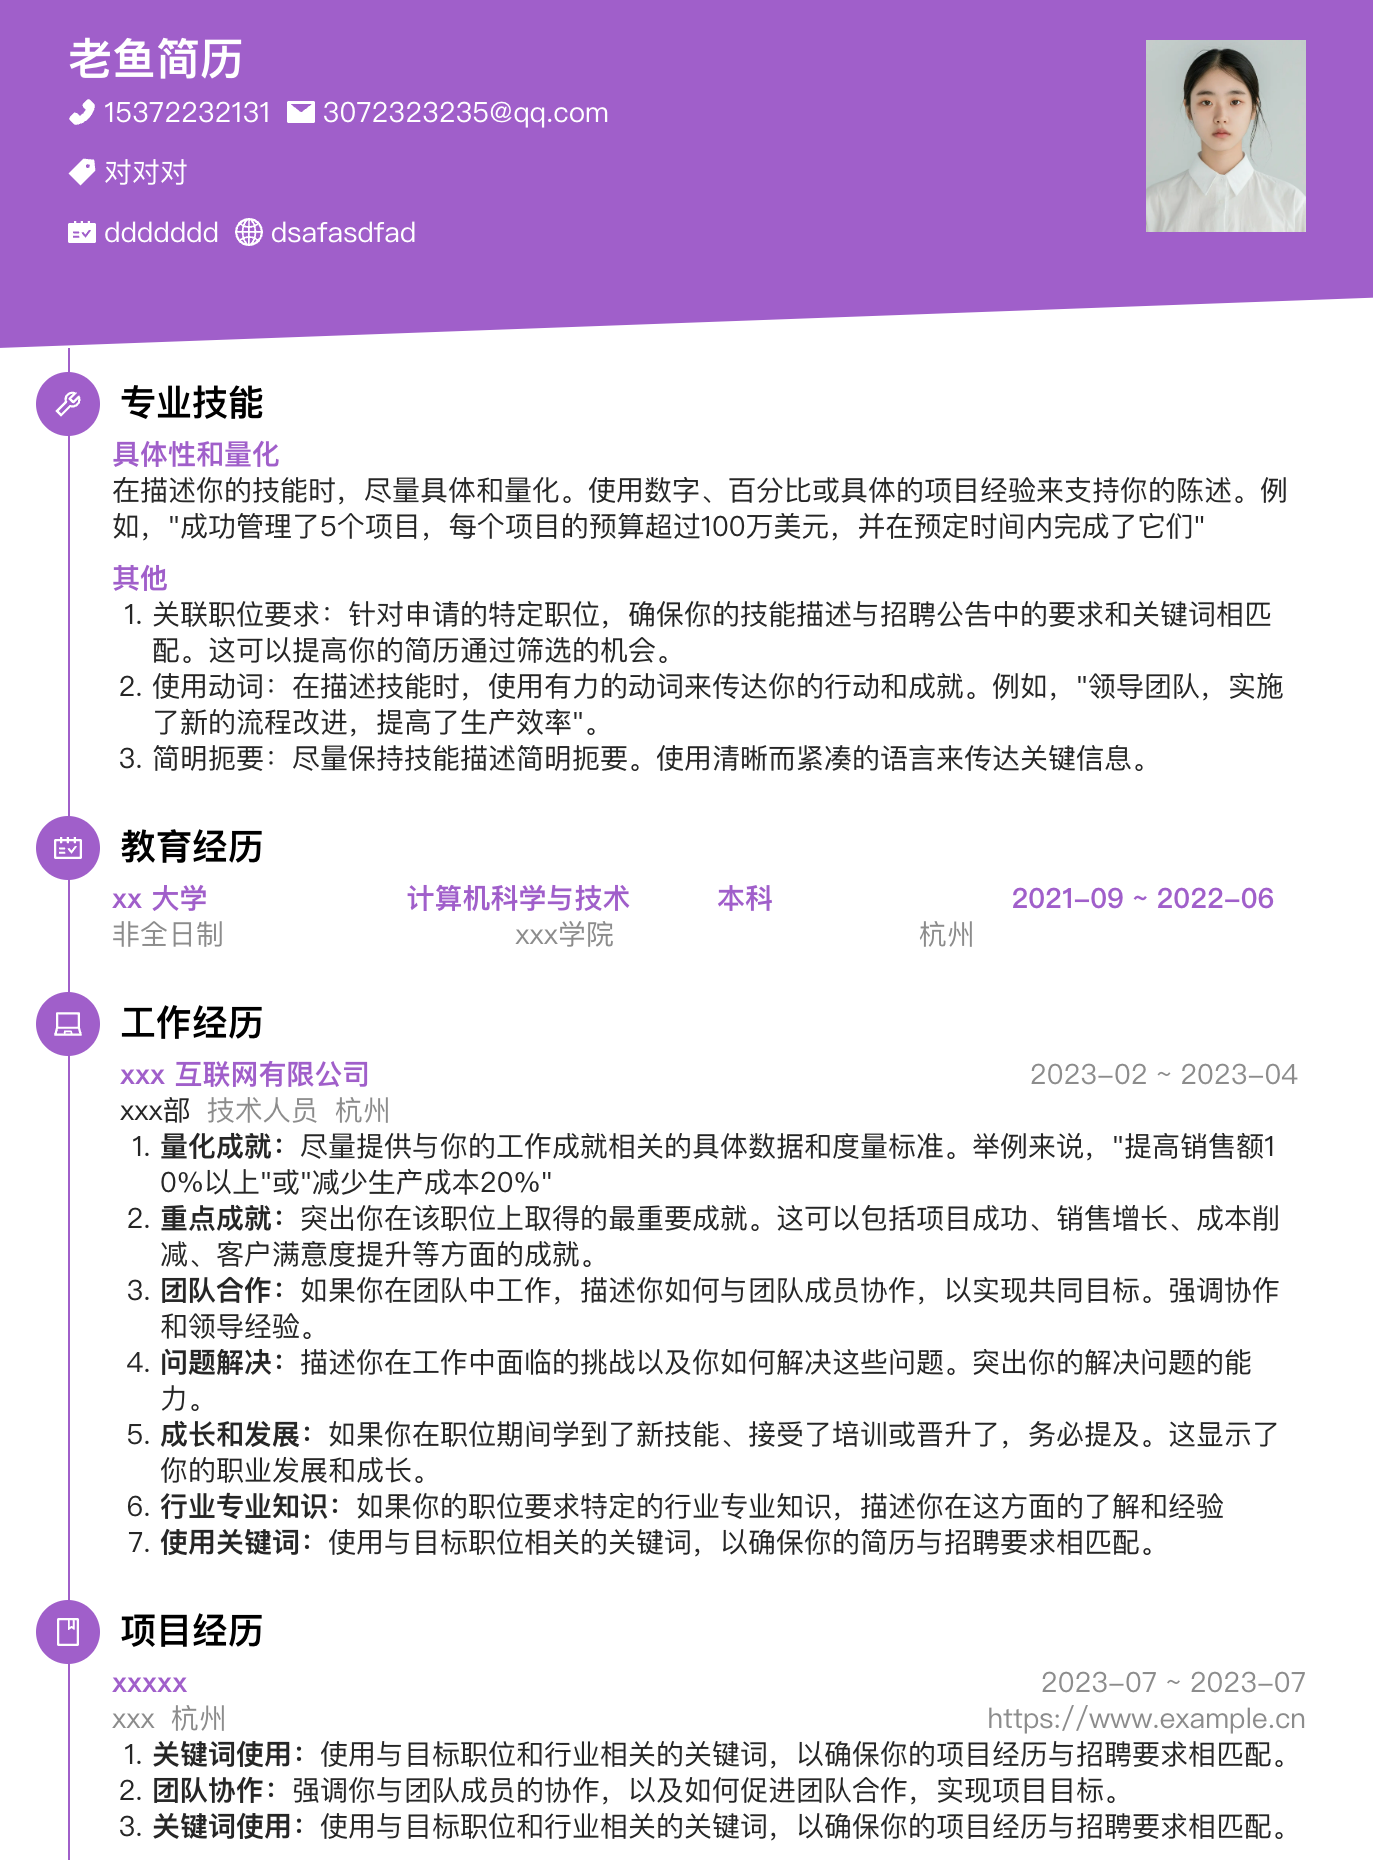 老鱼简历
15372232131 3072323235@qq.com
对对对
ddddddd dsafasdfad
专业技能
具体性和量化
在描述你的技能时，尽量具体和量化。使用数字、百分比或具体的项目经验来支持你的陈述。例
如，"成功管理了5个项目，每个项目的预算超过100万美元，并在预定时间内完成了它们"
其他
1. 关联职位要求：针对申请的特定职位，确保你的技能描述与招聘公告中的要求和关键词相匹
配。这可以提高你的简历通过筛选的机会。
2. 使用动词：在描述技能时，使用有力的动词来传达你的行动和成就。例如，"领导团队，实施
了新的流程改进，提高了生产效率"。
3. 简明扼要：尽量保持技能描述简明扼要。使用清晰而紧凑的语言来传达关键信息。
教育经历
xx 大学 计算机科学与技术 本科 2021-09 ~ 2022-06
非全日制 xxx学院 杭州
工作经历
xxx 互联网有限公司 2023-02 ~ 2023-04
xxx部 技术人员 杭州
1. 量化成就：尽量提供与你的工作成就相关的具体数据和度量标准。举例来说，"提高销售额1
0%以上"或"减少生产成本20%"
2. 重点成就：突出你在该职位上取得的最重要成就。这可以包括项目成功、销售增长、成本削
减、客户满意度提升等方面的成就。
3. 团队合作：如果你在团队中工作，描述你如何与团队成员协作，以实现共同目标。强调协作
和领导经验。
4. 问题解决：描述你在工作中面临的挑战以及你如何解决这些问题。突出你的解决问题的能
力。
5. 成长和发展：如果你在职位期间学到了新技能、接受了培训或晋升了，务必提及。这显示了
你的职业发展和成长。
6. 行业专业知识：如果你的职位要求特定的行业专业知识，描述你在这方面的了解和经验
7. 使用关键词：使用与目标职位相关的关键词，以确保你的简历与招聘要求相匹配。
项目经历
xxxxx 2023-07 ~ 2023-07
xxx 杭州 https://www.example.cn
1. 关键词使用：使用与目标职位和行业相关的关键词，以确保你的项目经历与招聘要求相匹配。
2. 团队协作：强调你与团队成员的协作，以及如何促进团队合作，实现项目目标。
3. 关键词使用：使用与目标职位和行业相关的关键词，以确保你的项目经历与招聘要求相匹配。